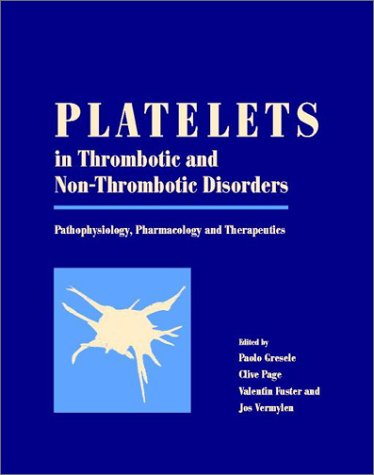 PLATELETS
in Thrombotic and
Non-Thrombotic Disorders
Pathophysiology, Pharmacology and Therapeutics
Edited by
Paolo Gresele
Clive Page
Valentin Fuster and
Jos Vermylen